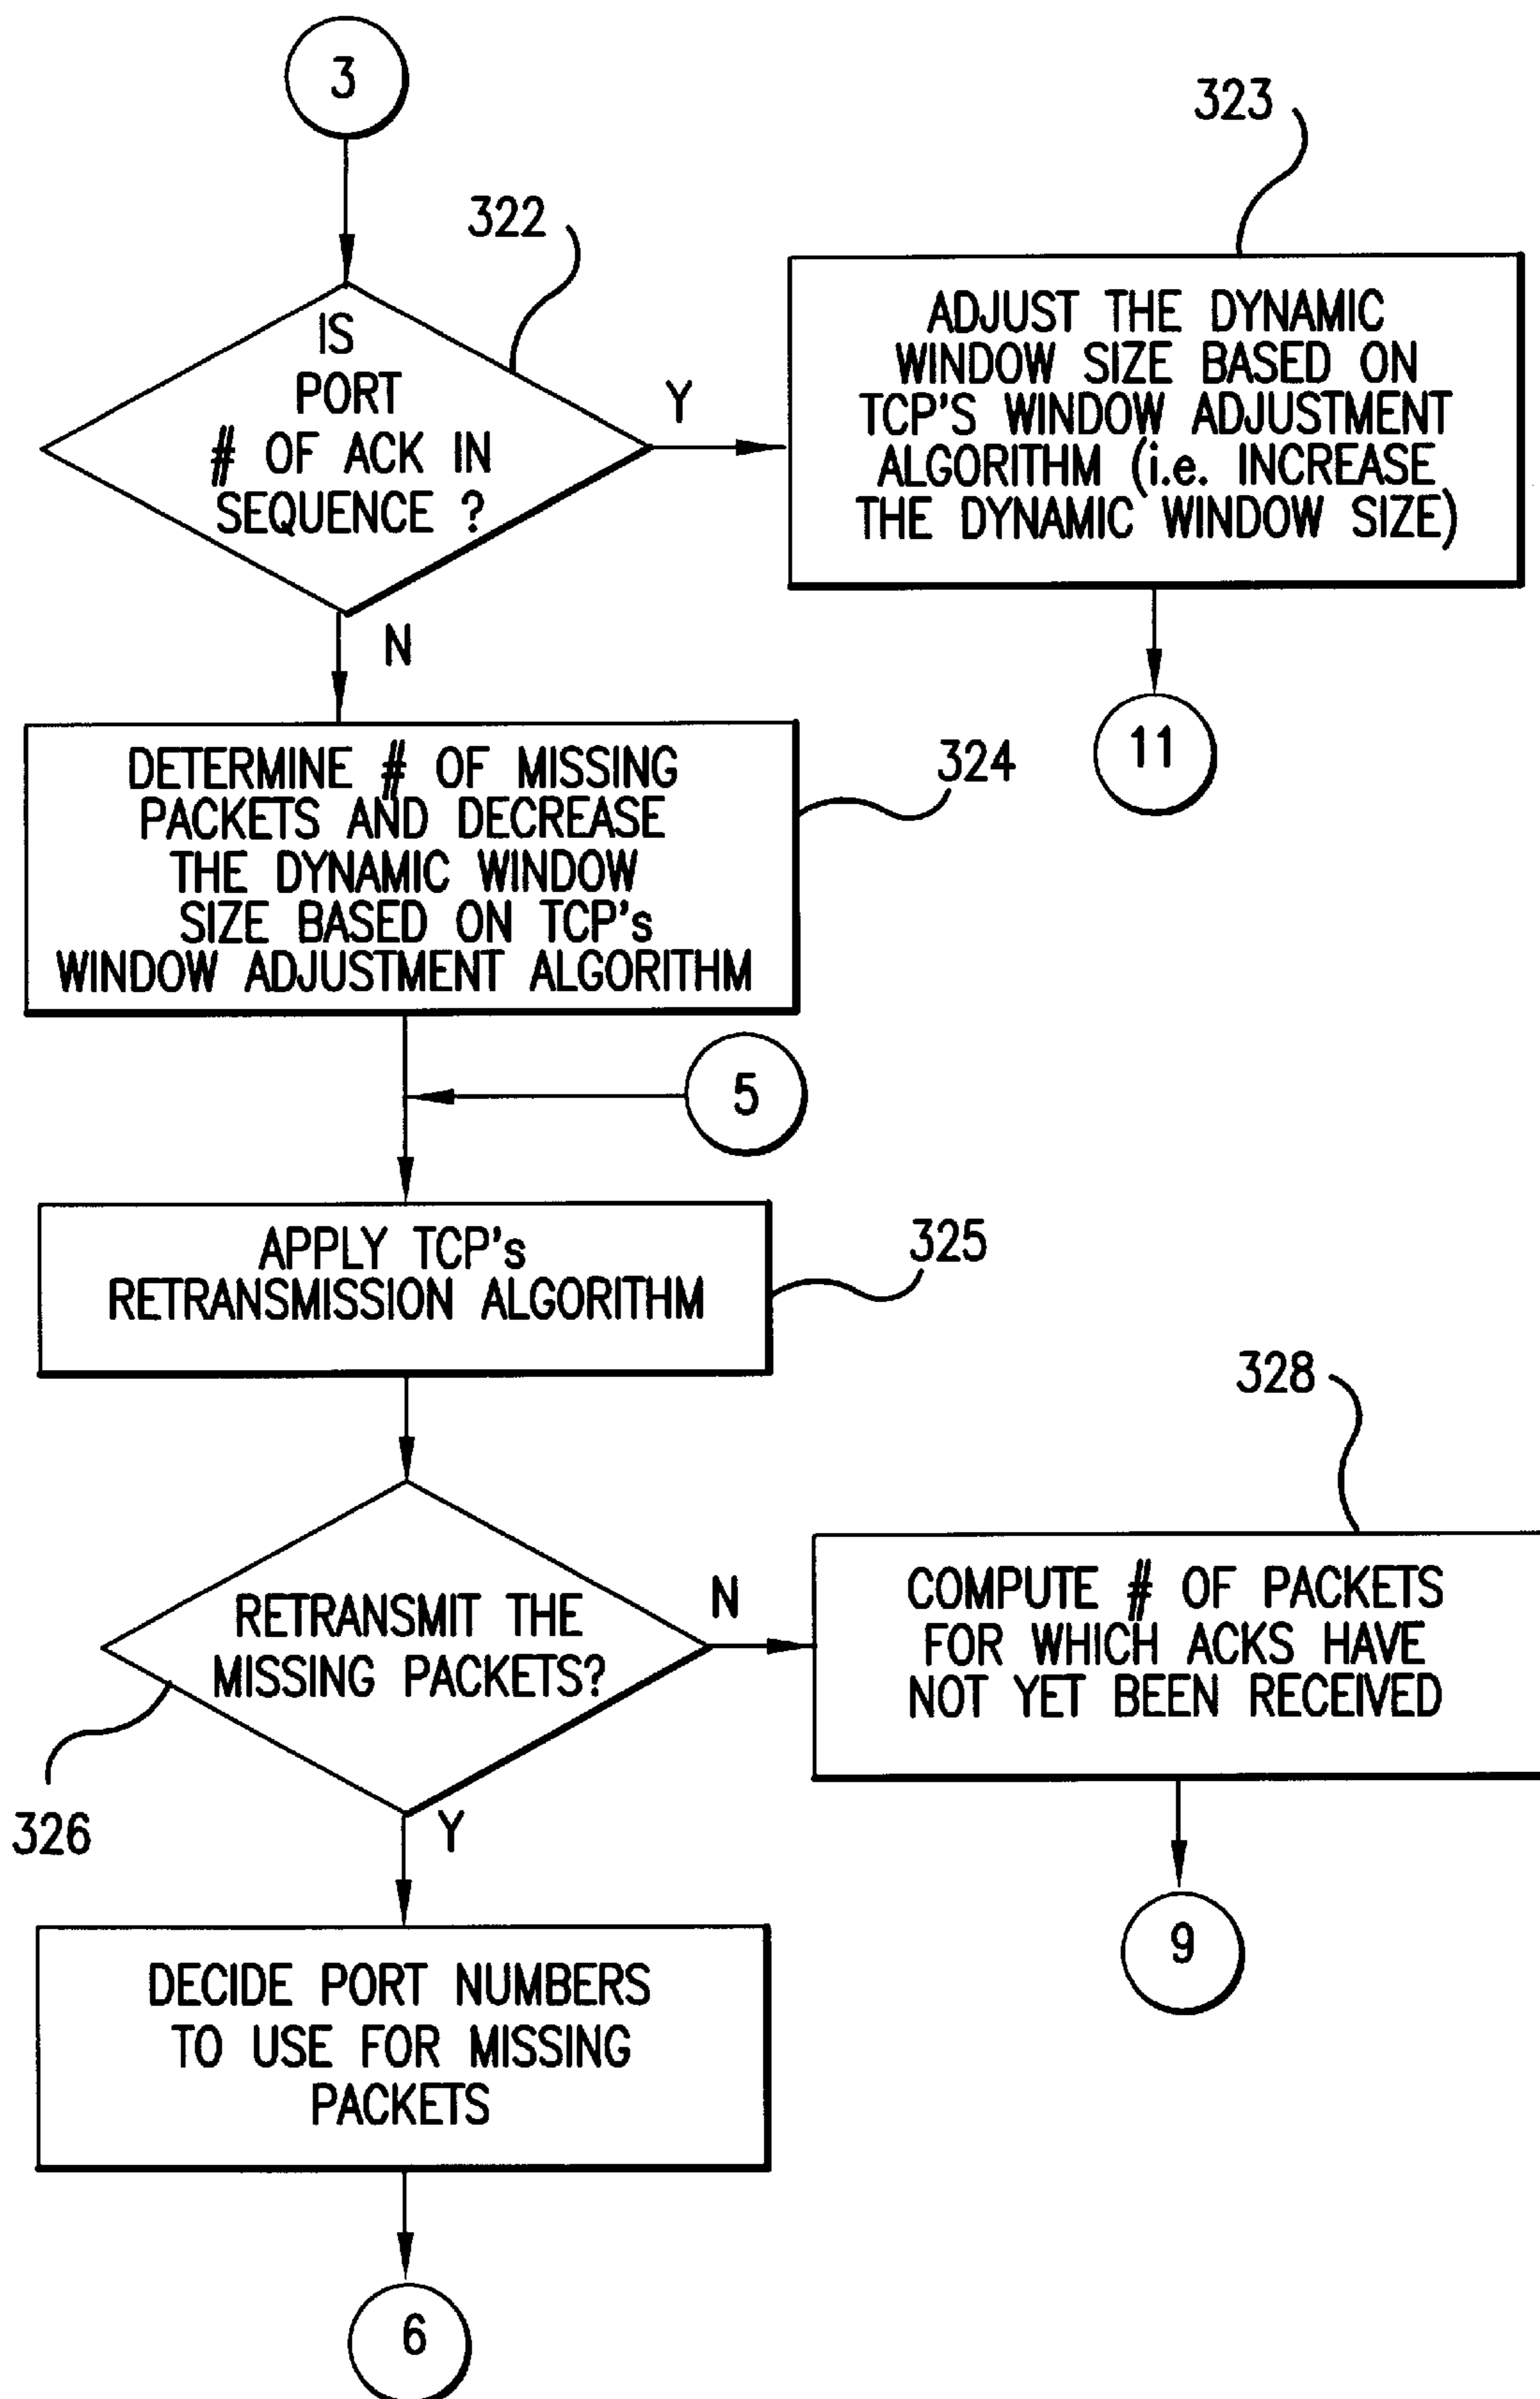 3
322
323
IS
PORT
# OF ACK IN
SEQUENCE ?
Y
N
ADJUST THE DYNAMIC
WINDOW SIZE BASED ON
TCP'S WINDOW ADJUSTMENT
ALGORITHM (i.e. INCREASE
THE DYNAMIC WINDOW SIZE)
11
DETERMINE # OF MISSING
PACKETS AND DECREASE
THE DYNAMIC WINDOW
SIZE BASED ON TCP's
WINDOW ADJUSTMENT ALGORITHM
324
5
APPLY TCP's
RETRANSMISSION ALGORITHM
325
RETRANSMIT THE
MISSING PACKETS?
326
N
Y
328
COMPUTE # OF PACKETS
FOR WHICH ACKS HAVE
NOT YET BEEN RECEIVED
9
DECIDE PORT NUMBERS
TO USE FOR MISSING
PACKETS
6